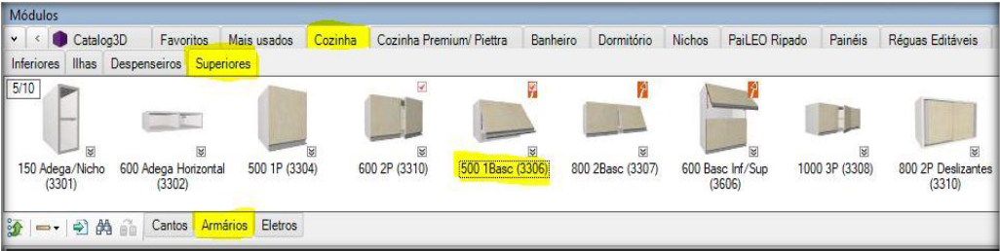 Módulos
Catalog3D Favoritos Mais usados Cozinha Cozinha Premium/ Piettra Banheiro Dormitório Nichos PaiLEO Ripado Painéis Réguas Editáveis
Inferiores Ilhas Despenseiros Superiores
5/10
150 Adega/Nicho (3301)
600 Adega Horizontal (3302)
500 1P (3304)
600 2P (3310)
500 1Basc (3306)
800 2Basc (3307)
600 Basc Inf/Sup (3606)
1000 3P (3308)
800 2P Deslizantes (3310)
Cantos Armários Eletros